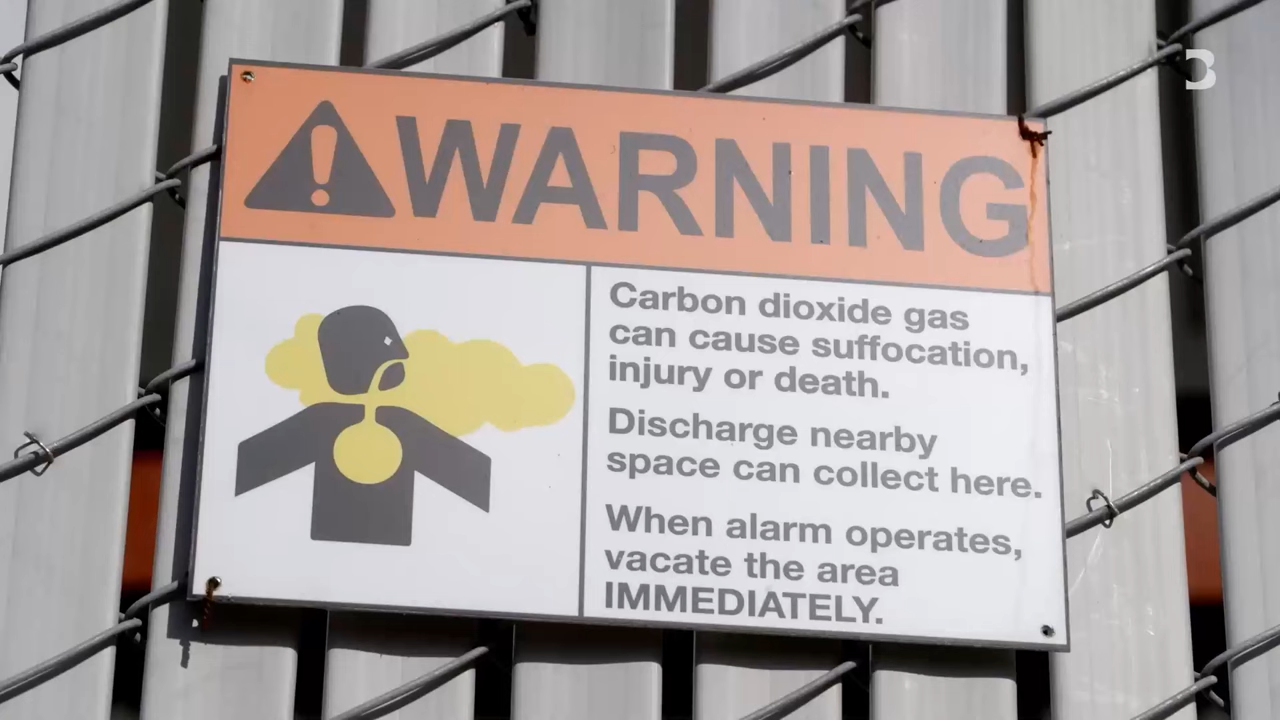 WARNING
Carbon dioxide gas
can cause suffocation,
injury or death.
Discharge nearby
space can collect here.
When alarm operates,
vacate the area
IMMEDIATELY.